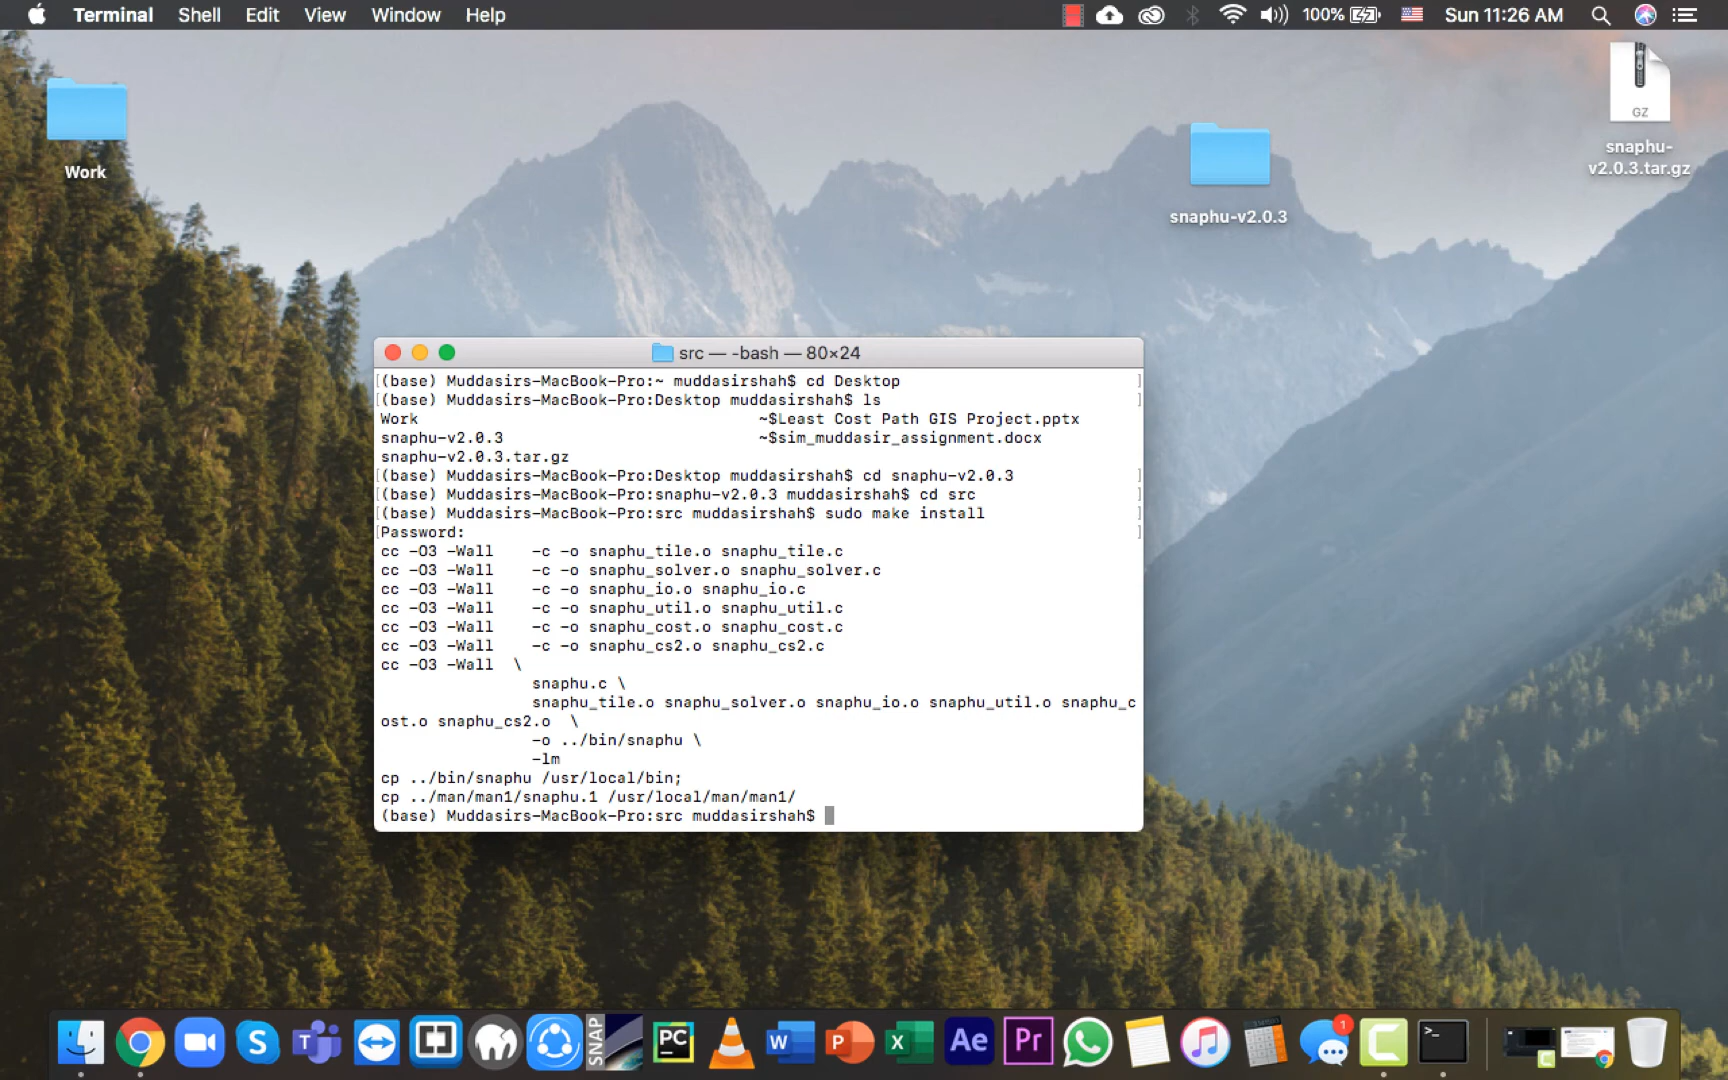 Terminal Shell Edit View Window Help 100% Sun 11:26 AM
Work
GZ
snaphu-
v2.0.3.tar.gz
snaphu-v2.0.3
src — -bash — 80×24
[(base) Muddasirs-MacBook-Pro:~ muddasirshah$ cd Desktop ]
[(base) Muddasirs-MacBook-Pro:Desktop muddasirshah$ ls ]
Work ~$Least Cost Path GIS Project.pptx
snaphu-v2.0.3 ~$sim_muddasir_assignment.docx
snaphu-v2.0.3.tar.gz
[(base) Muddasirs-MacBook-Pro:Desktop muddasirshah$ cd snaphu-v2.0.3 ]
[(base) Muddasirs-MacBook-Pro:snaphu-v2.0.3 muddasirshah$ cd src ]
[(base) Muddasirs-MacBook-Pro:src muddasirshah$ sudo make install ]
[Password: ]
cc -O3 -Wall -c -o snaphu_tile.o snaphu_tile.c
cc -O3 -Wall -c -o snaphu_solver.o snaphu_solver.c
cc -O3 -Wall -c -o snaphu_io.o snaphu_io.c
cc -O3 -Wall -c -o snaphu_util.o snaphu_util.c
cc -O3 -Wall -c -o snaphu_cost.o snaphu_cost.c
cc -O3 -Wall -c -o snaphu_cs2.o snaphu_cs2.c
cc -O3 -Wall \
snaphu.c \
snaphu_tile.o snaphu_solver.o snaphu_io.o snaphu_util.o snaphu_c
ost.o snaphu_cs2.o \
-o ../bin/snaphu \
-lm
cp ../bin/snaphu /usr/local/bin;
cp ../man/man1/snaphu.1 /usr/local/man/man1/
(base) Muddasirs-MacBook-Pro:src muddasirshah$
S T SNAP PC W P X Ae Pr 1 C >_